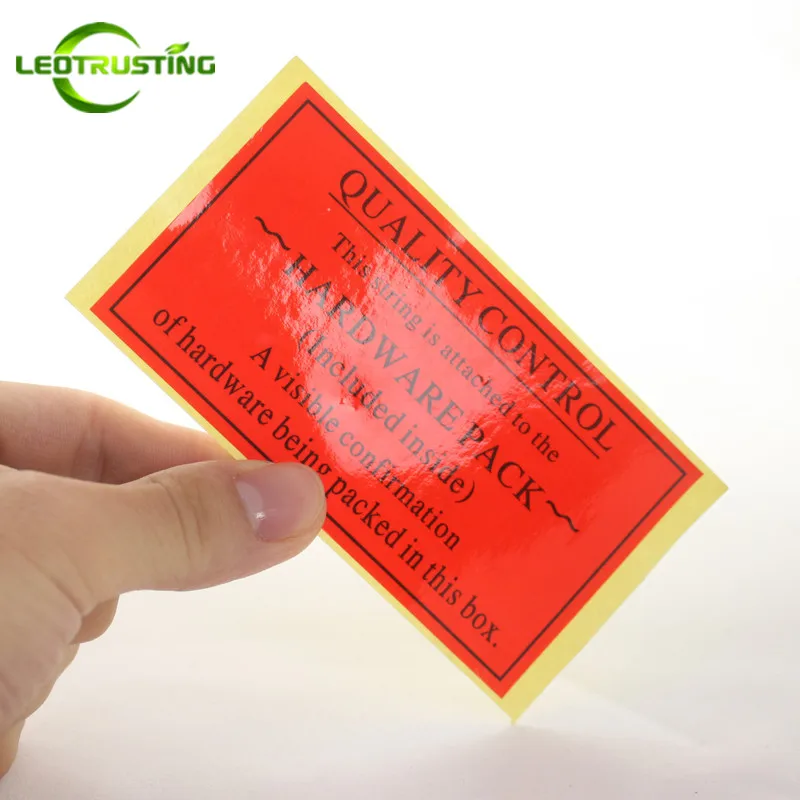 LEOTRUSTING
QUALITY CONTROL
This string is attached to the
~HARDWARE PACK~
(Included inside)
A visible confirmation
of hardware being packed in this box.